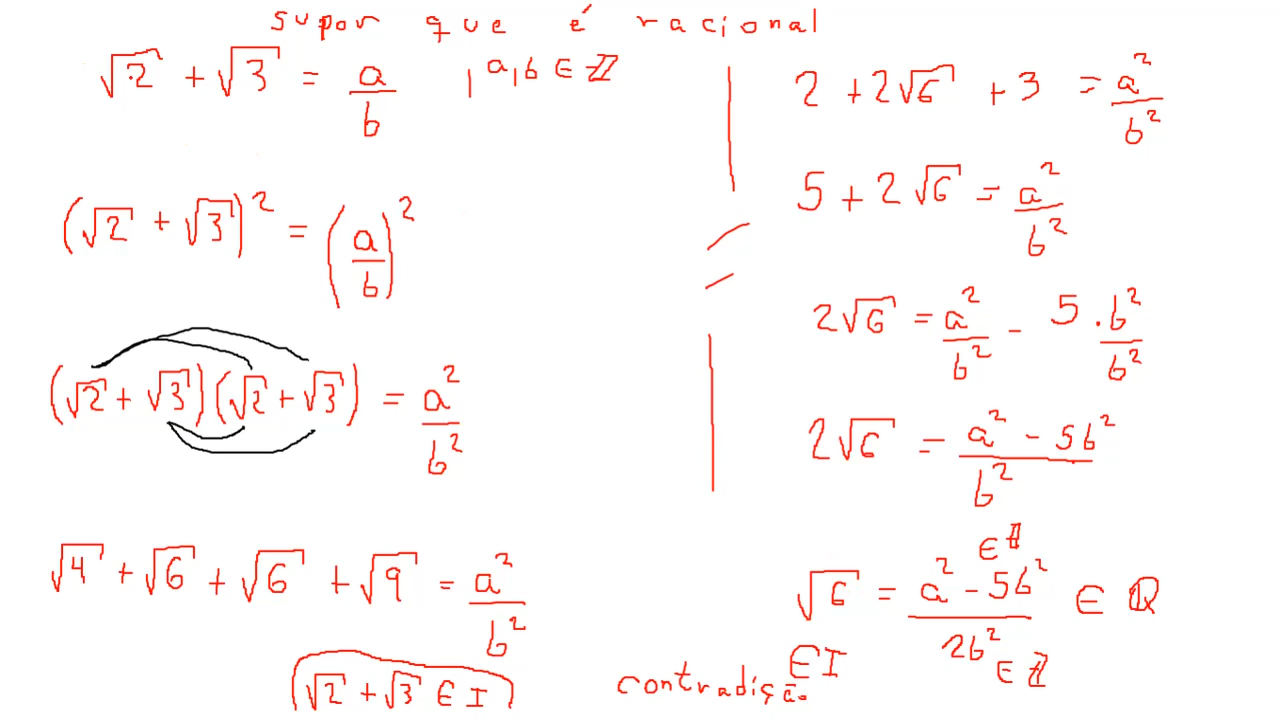 supor que é racional
√2 + √3 = a/b , a,b ∈ ℤ
(√2 + √3)² = (a/b)²
(√2 + √3)(√2 + √3) = a²/b²
√4 + √6 + √6 + √9 = a²/b²
√2 + √3 ∈ I
2 + 2√6 + 3 = a²/b²
5 + 2√6 = a²/b²
2√6 = a²/b² - 5.b²/b²
2√6 = (a² - 5b²)/b²
∈ ℤ
√6 = (a² - 5b²)/2b² ∈ ℚ
∈ I ∈ ℤ
contradição